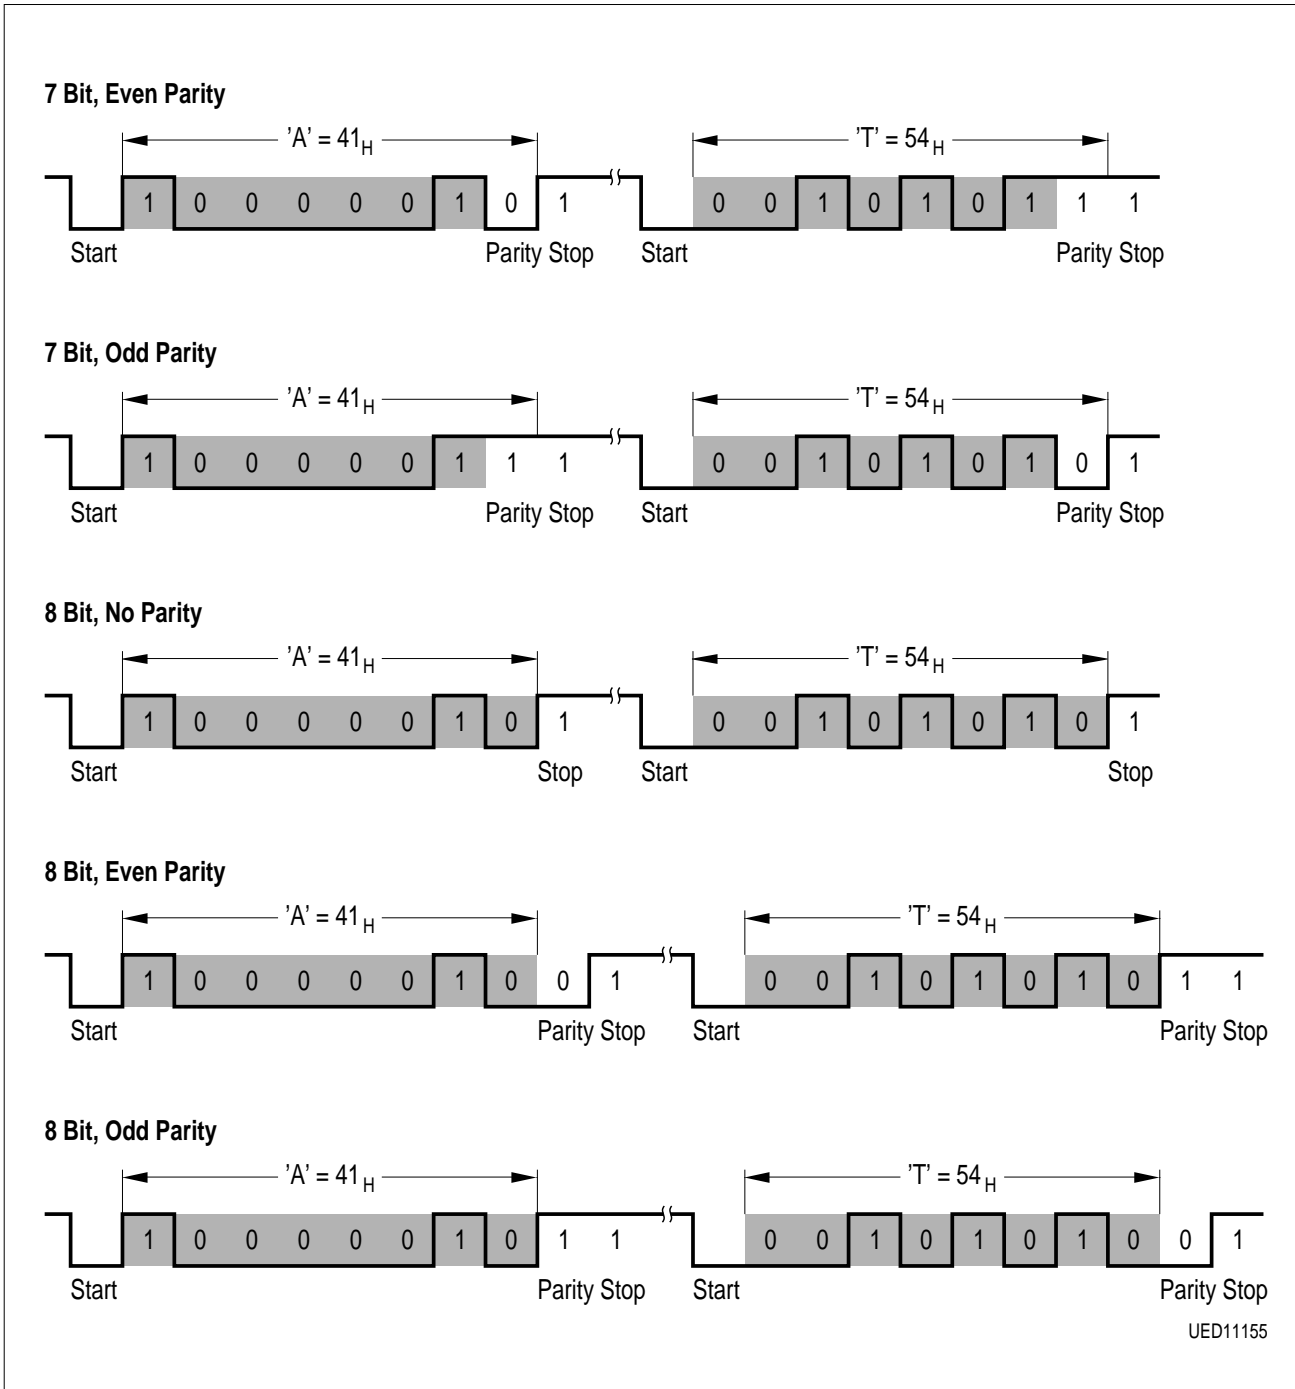 7 Bit, Even Parity
’A’ = 41H ’T’ = 54H
1 0 0 0 0 0 1 0 1 0 0 1 0 1 0 1 1 1
Start Parity Stop Start Parity Stop
7 Bit, Odd Parity
’A’ = 41H ’T’ = 54H
1 0 0 0 0 0 1 1 1 0 0 1 0 1 0 1 0 1
Start Parity Stop Start Parity Stop
8 Bit, No Parity
’A’ = 41H ’T’ = 54H
1 0 0 0 0 0 1 0 1 0 0 1 0 1 0 1 0 1
Start Stop Start Stop
8 Bit, Even Parity
’A’ = 41H ’T’ = 54H
1 0 0 0 0 0 1 0 0 1 0 0 1 0 1 0 1 0 1 1
Start Parity Stop Start Parity Stop
8 Bit, Odd Parity
’A’ = 41H ’T’ = 54H
1 0 0 0 0 0 1 0 1 1 0 0 1 0 1 0 1 0 0 1
Start Parity Stop Start Parity Stop
UED11155